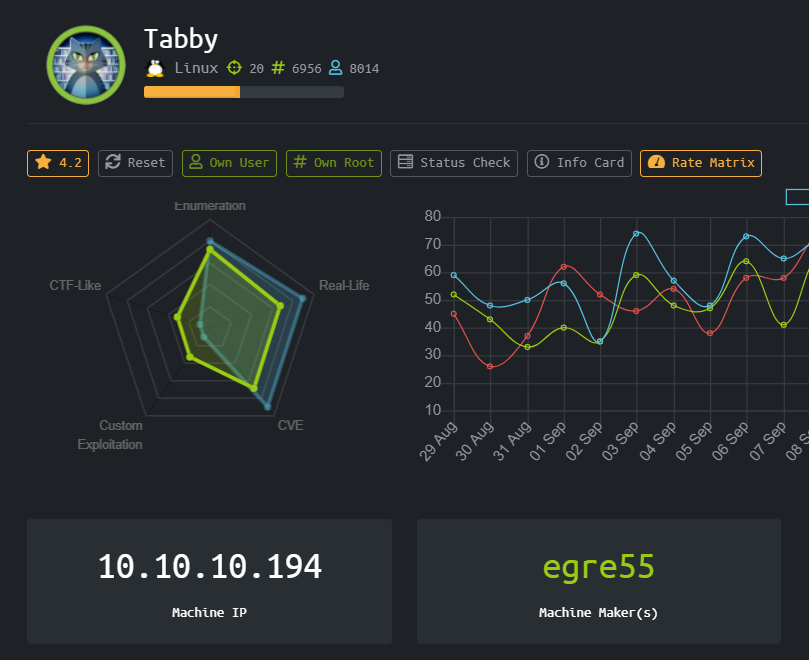 Tabby
Linux 20 # 6956 8014
4.2 Reset Own User # Own Root Status Check Info Card Rate Matrix
Enumeration
CTF-Like
Real-Life
Custom
Exploitation
CVE
80
70
60
50
40
30
20
10
29 Aug
30 Aug
31 Aug
01 Sep
02 Sep
03 Sep
04 Sep
05 Sep
06 Sep
07 Sep
10.10.10.194
Machine IP
egre55
Machine Maker(s)